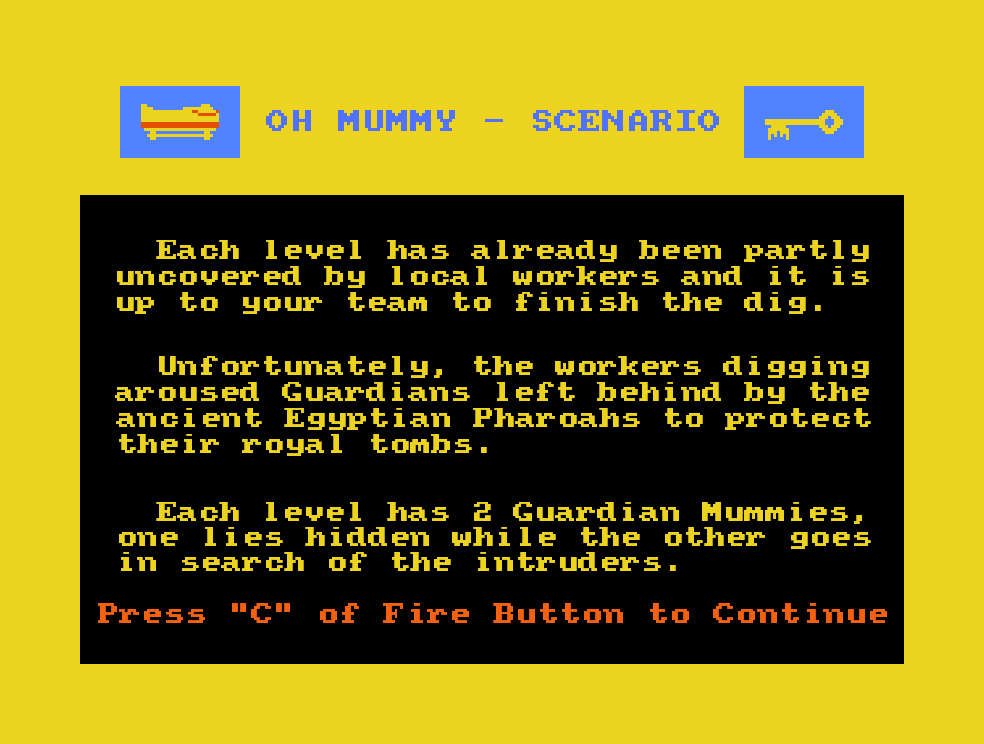 OH MUMMY - SCENARIO
Each level has already been partly
uncovered by local workers and it is
up to your team to finish the dig.
Unfortunately, the workers digging
aroused Guardians left behind by the
ancient Egyptian Pharoahs to protect
their royal tombs.
Each level has 2 Guardian Mummies,
one lies hidden while the other goes
in search of the intruders.
Press "C" of Fire Button to Continue